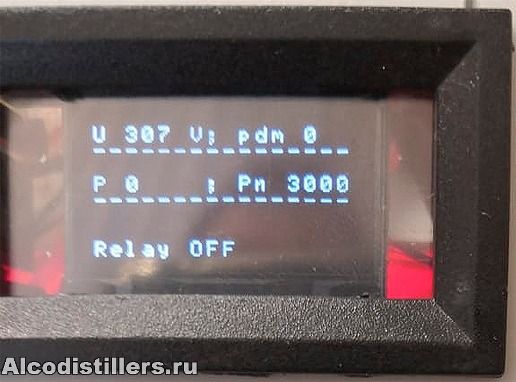 U 307 V; pdm 0
P 0 ; Pn 3000
Relay OFF
Alcodistillers.ru